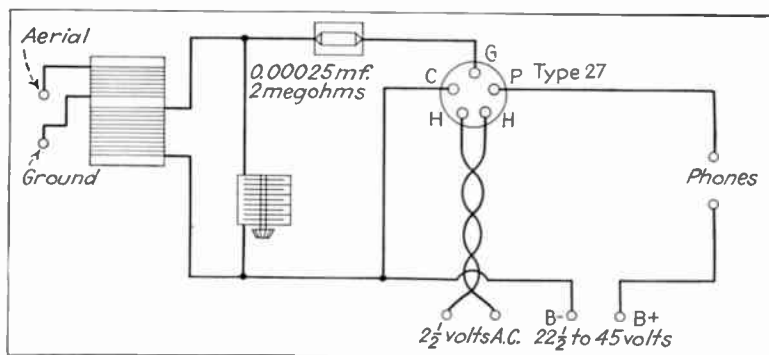 Aerial
Ground
0.00025 mf.
2 megohms
G
C
P Type 27
H H
Phones
2½ volts A.C.
B- B+
22½ to 45 volts